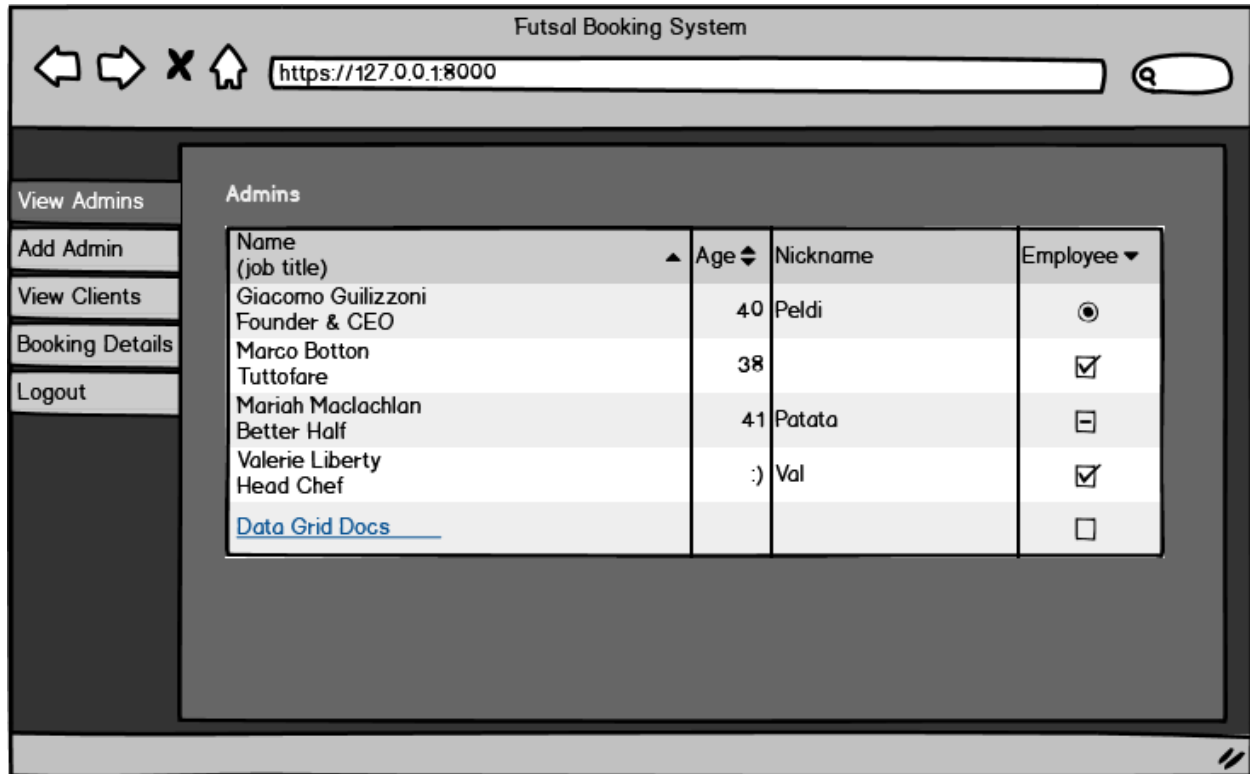 Futsal Booking System
https://127.0.0.1:8000
View Admins
Add Admin
View Clients
Booking Details
Logout
Admins
Name
(job title)
Age
Nickname
Employee
Giacomo Guilizzoni
Founder & CEO
40
Peldi
Marco Botton
Tuttofare
38
Mariah Maclachlan
Better Half
41
Patata
Valerie Liberty
Head Chef
:)
Val
Data Grid Docs